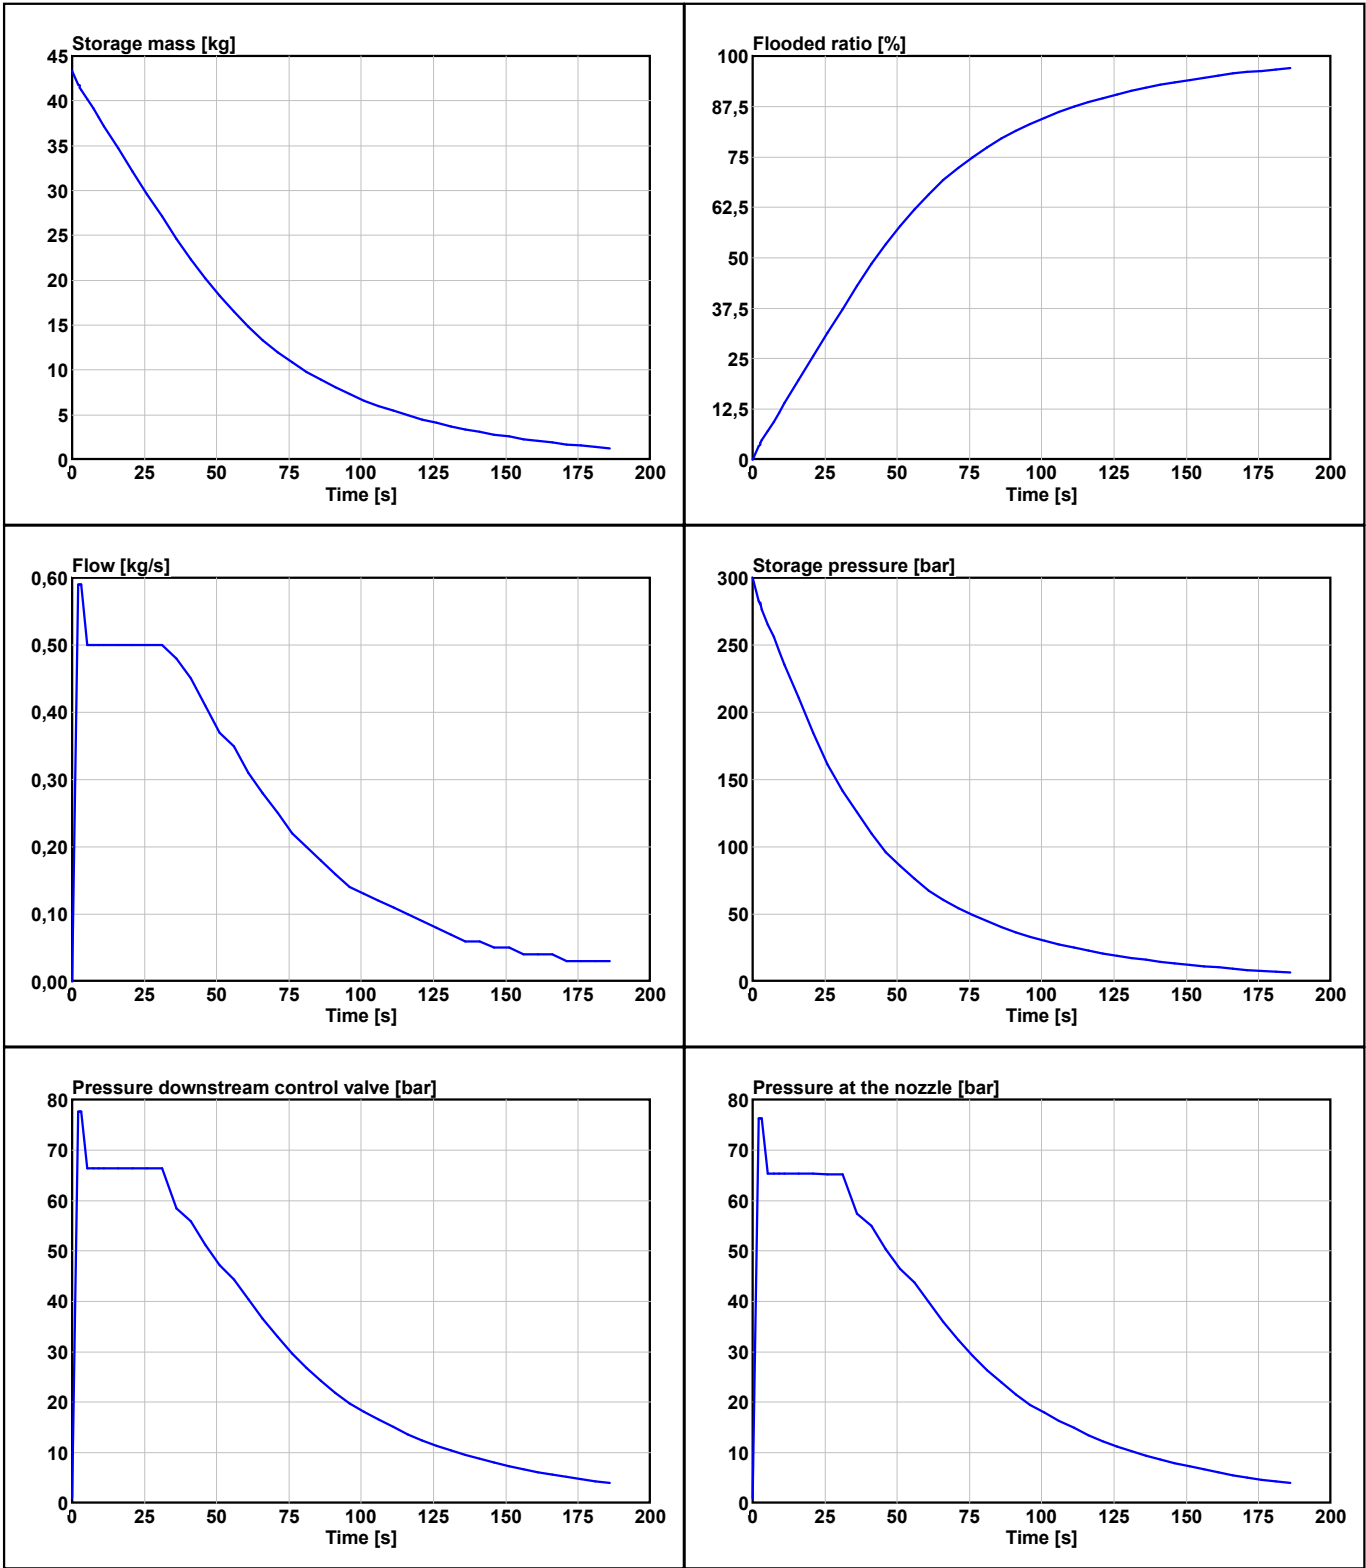 Storage mass [kg]
45
40
35
30
25
20
15
10
5
0
0 25 50 75 100 125 150 175 200
Time [s]
Flooded ratio [%]
100
87,5
75
62,5
50
37,5
25
12,5
0
0 25 50 75 100 125 150 175 200
Time [s]
Flow [kg/s]
0,60
0,50
0,40
0,30
0,20
0,10
0,00
0 25 50 75 100 125 150 175 200
Time [s]
Storage pressure [bar]
300
250
200
150
100
50
0
0 25 50 75 100 125 150 175 200
Time [s]
Pressure downstream control valve [bar]
80
70
60
50
40
30
20
10
0
0 25 50 75 100 125 150 175 200
Time [s]
Pressure at the nozzle [bar]
80
70
60
50
40
30
20
10
0
0 25 50 75 100 125 150 175 200
Time [s]